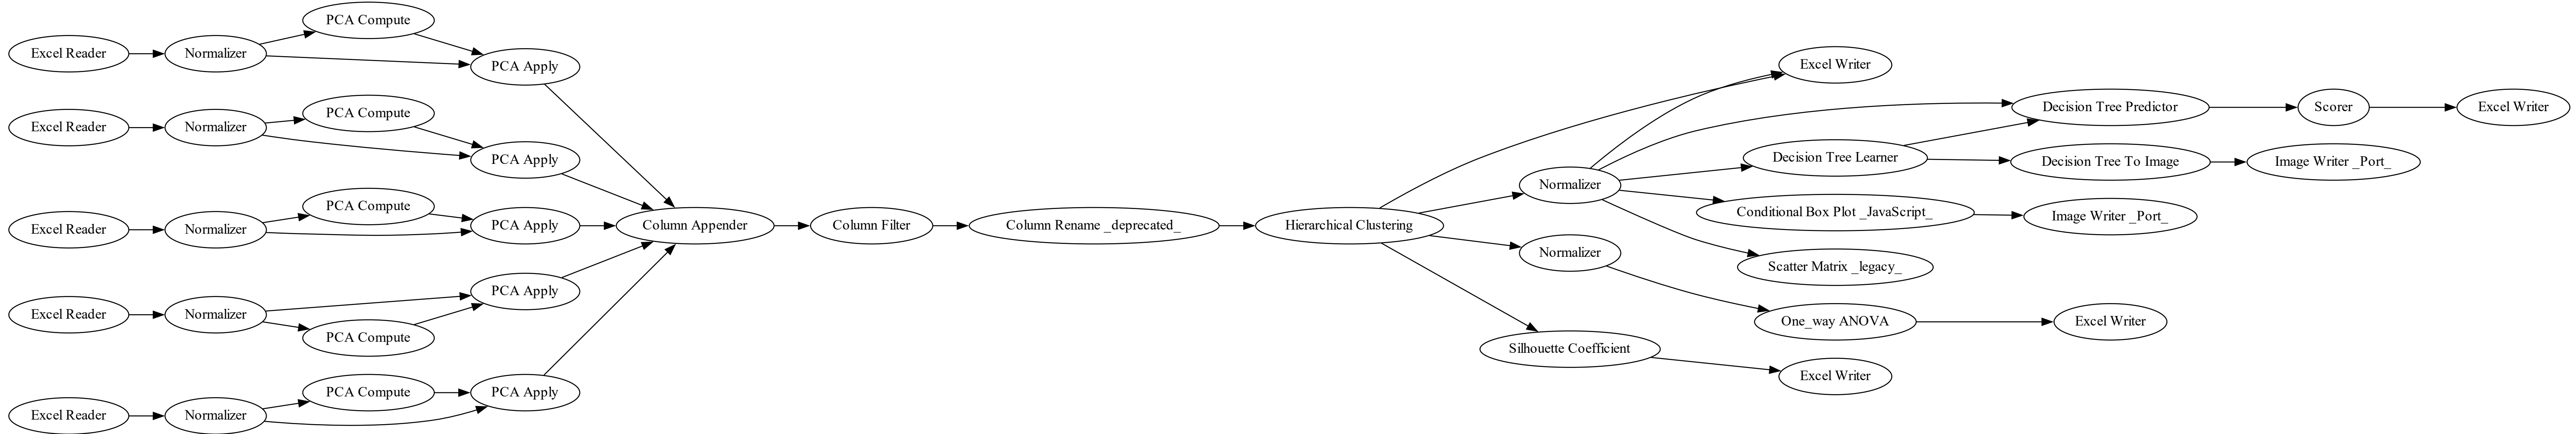 PCA Compute
Excel Reader
Normalizer
PCA Apply
PCA Compute
Excel Reader
Normalizer
PCA Apply
PCA Compute
Excel Reader
Normalizer
PCA Apply
PCA Apply
Excel Reader
Normalizer
PCA Compute
PCA Compute
PCA Apply
Excel Reader
Normalizer
Column Appender
Column Filter
Column Rename _deprecated_
Hierarchical Clustering
Excel Writer
Normalizer
Decision Tree Predictor
Scorer
Excel Writer
Decision Tree Learner
Decision Tree To Image
Image Writer _Port_
Conditional Box Plot _JavaScript_
Image Writer _Port_
Scatter Matrix _legacy_
Normalizer
One_way ANOVA
Excel Writer
Silhouette Coefficient
Excel Writer